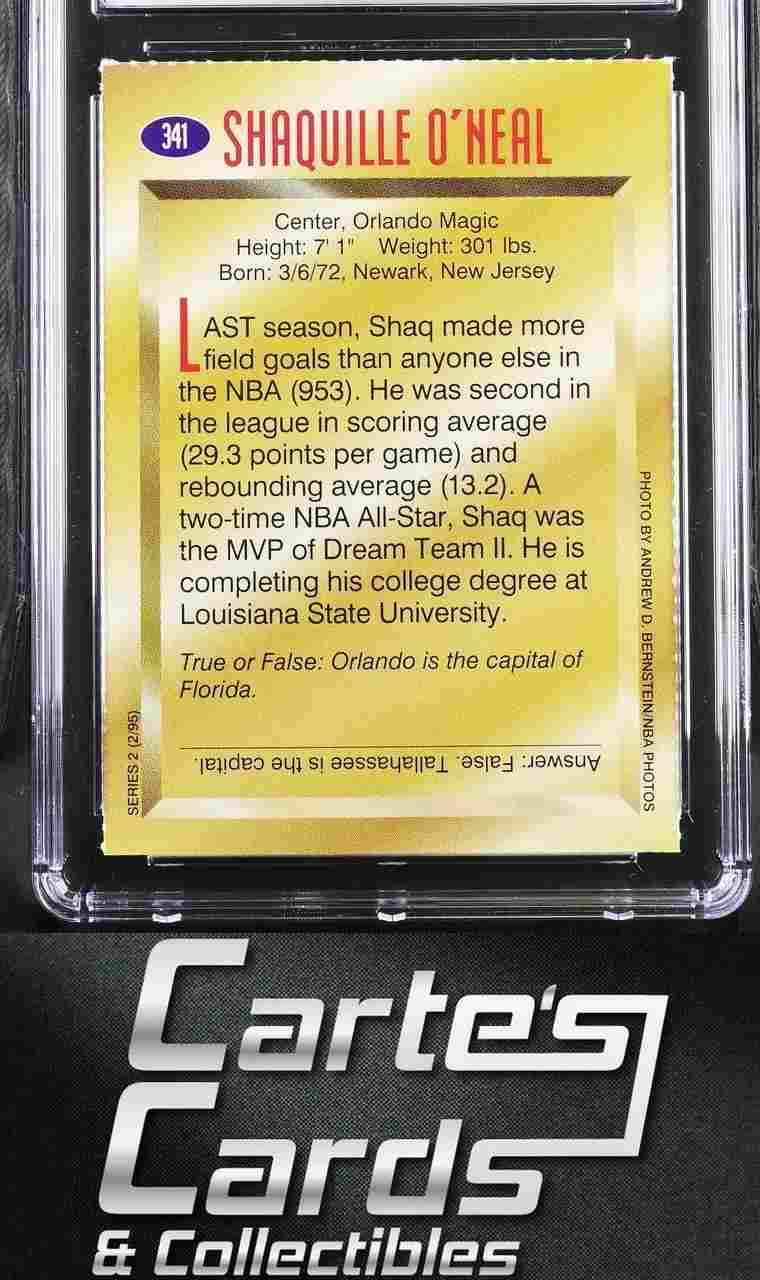 341 SHAQUILLE O'NEAL
Center, Orlando Magic
Height: 7' 1" Weight: 301 lbs.
Born: 3/6/72, Newark, New Jersey
LAST season, Shaq made more
field goals than anyone else in
the NBA (953). He was second in
the league in scoring average
(29.3 points per game) and
rebounding average (13.2). A
two-time NBA All-Star, Shaq was
the MVP of Dream Team II. He is
completing his college degree at
Louisiana State University.
True or False: Orlando is the capital of
Florida.
Answer: False. Tallahassee is the capital.
SERIES 2 (2/95)
PHOTO BY ANDREW D. BERNSTEIN/NBA PHOTOS
Carte's
Cards
& Collectibles